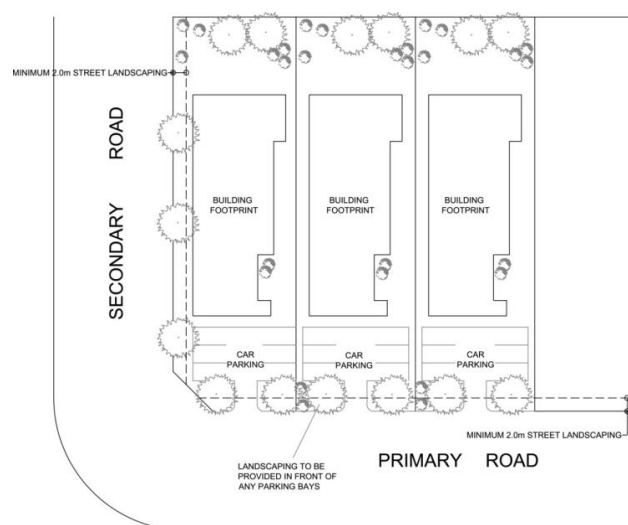 MINIMUM 2.0m STREET LANDSCAPING
SECONDARY ROAD
BUILDING
FOOTPRINT
BUILDING
FOOTPRINT
BUILDING
FOOTPRINT
CAR
PARKING
CAR
PARKING
CAR
PARKING
MINIMUM 2.0m STREET LANDSCAPING
PRIMARY ROAD
LANDSCAPING TO BE
PROVIDED IN FRONT OF
ANY PARKING BAYS